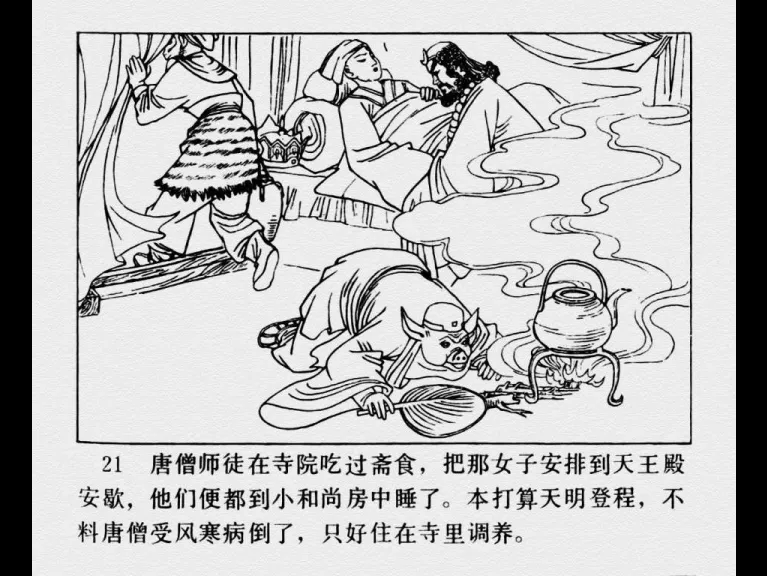 21 唐僧师徒在寺院吃过斋食，把那女子安排到天王殿
安歇，他们便都到小和尚房中睡了。本打算天明登程，不
料唐僧受风寒病倒了，只好住在寺里调养。